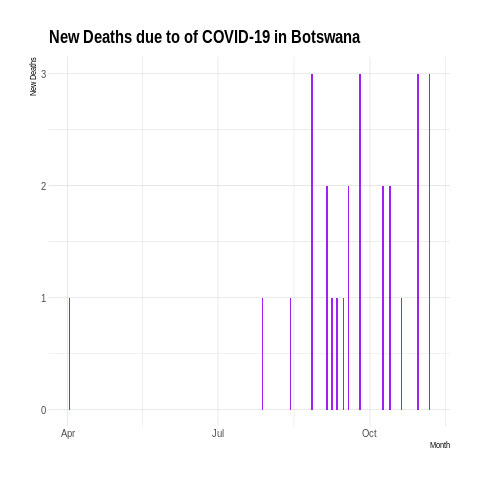 New Deaths due to of COVID-19 in Botswana
New Deaths
3
2
1
0
Apr Jul Oct
Month